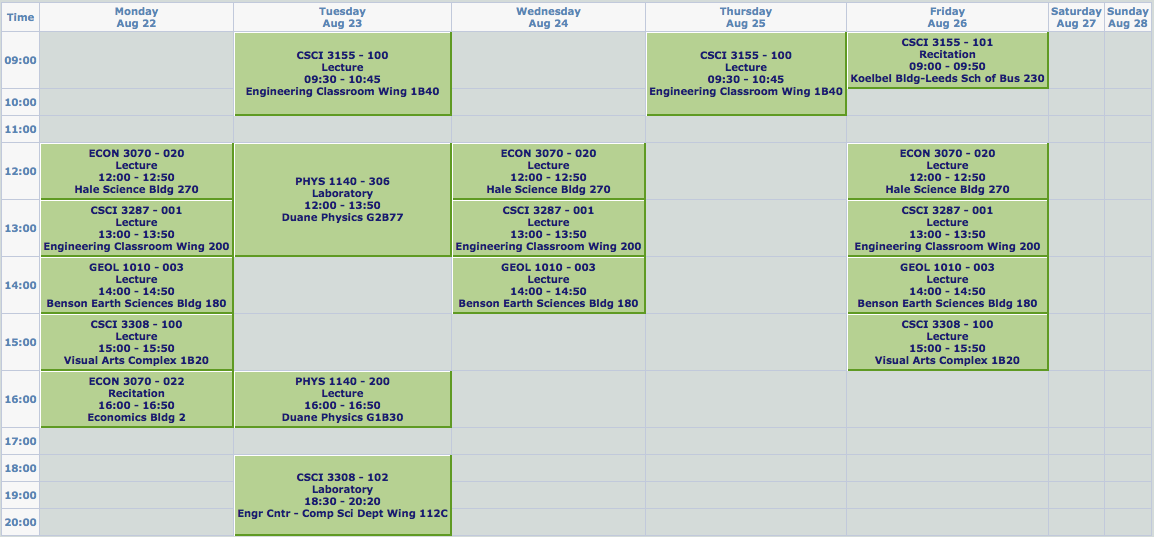 Time
Monday
Aug 22
Tuesday
Aug 23
Wednesday
Aug 24
Thursday
Aug 25
Friday
Aug 26
Saturday
Aug 27
Sunday
Aug 28
09:00
CSCI 3155 - 100
Lecture
09:30 - 10:45
Engineering Classroom Wing 1B40
CSCI 3155 - 100
Lecture
09:30 - 10:45
Engineering Classroom Wing 1B40
CSCI 3155 - 101
Recitation
09:00 - 09:50
Koelbel Bldg-Leeds Sch of Bus 230
10:00
11:00
12:00
ECON 3070 - 020
Lecture
12:00 - 12:50
Hale Science Bldg 270
PHYS 1140 - 306
Laboratory
12:00 - 13:50
Duane Physics G2B77
ECON 3070 - 020
Lecture
12:00 - 12:50
Hale Science Bldg 270
ECON 3070 - 020
Lecture
12:00 - 12:50
Hale Science Bldg 270
13:00
CSCI 3287 - 001
Lecture
13:00 - 13:50
Engineering Classroom Wing 200
CSCI 3287 - 001
Lecture
13:00 - 13:50
Engineering Classroom Wing 200
CSCI 3287 - 001
Lecture
13:00 - 13:50
Engineering Classroom Wing 200
14:00
GEOL 1010 - 003
Lecture
14:00 - 14:50
Benson Earth Sciences Bldg 180
GEOL 1010 - 003
Lecture
14:00 - 14:50
Benson Earth Sciences Bldg 180
GEOL 1010 - 003
Lecture
14:00 - 14:50
Benson Earth Sciences Bldg 180
15:00
CSCI 3308 - 100
Lecture
15:00 - 15:50
Visual Arts Complex 1B20
CSCI 3308 - 100
Lecture
15:00 - 15:50
Visual Arts Complex 1B20
16:00
ECON 3070 - 022
Recitation
16:00 - 16:50
Economics Bldg 2
PHYS 1140 - 200
Lecture
16:00 - 16:50
Duane Physics G1B30
17:00
18:00
CSCI 3308 - 102
Laboratory
18:30 - 20:20
Engr Cntr - Comp Sci Dept Wing 112C
19:00
20:00